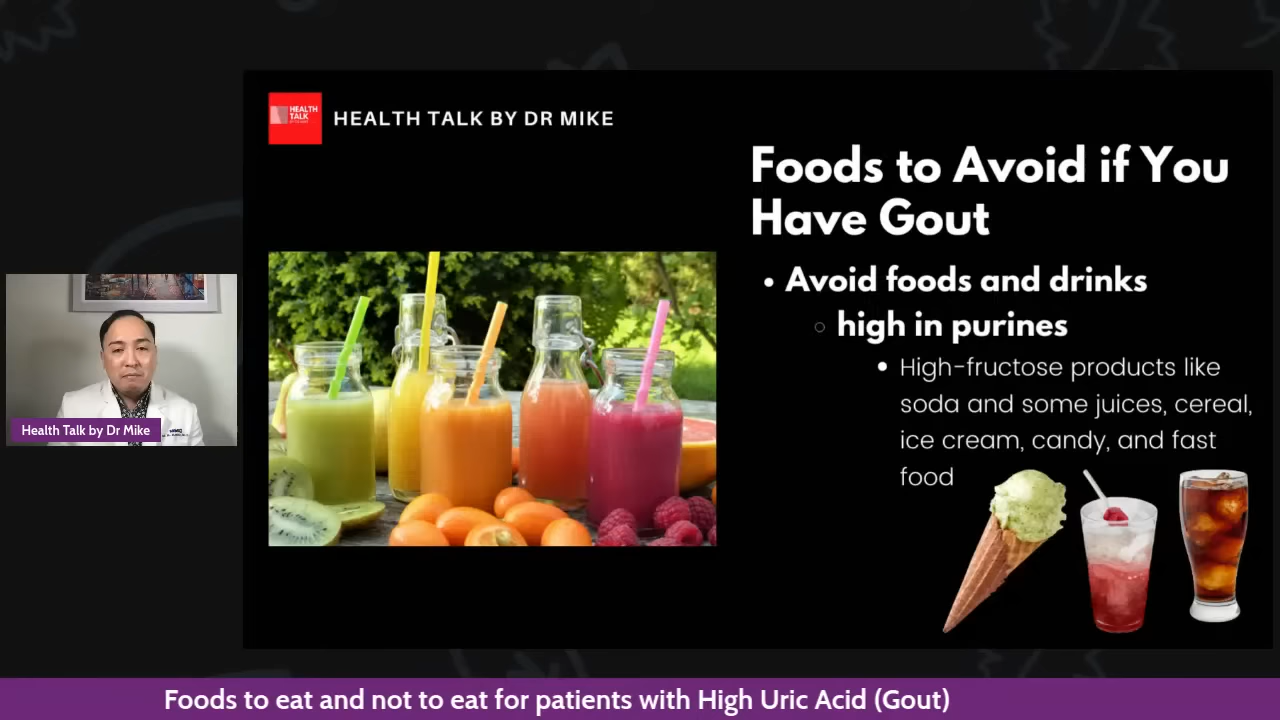 HEALTH
TALK
HEALTH TALK BY DR MIKE
Foods to Avoid if You
Have Gout
• Avoid foods and drinks
○ high in purines
• High-fructose products like
soda and some juices, cereal,
ice cream, candy, and fast
food
Health Talk by Dr Mike
Foods to eat and not to eat for patients with High Uric Acid (Gout)